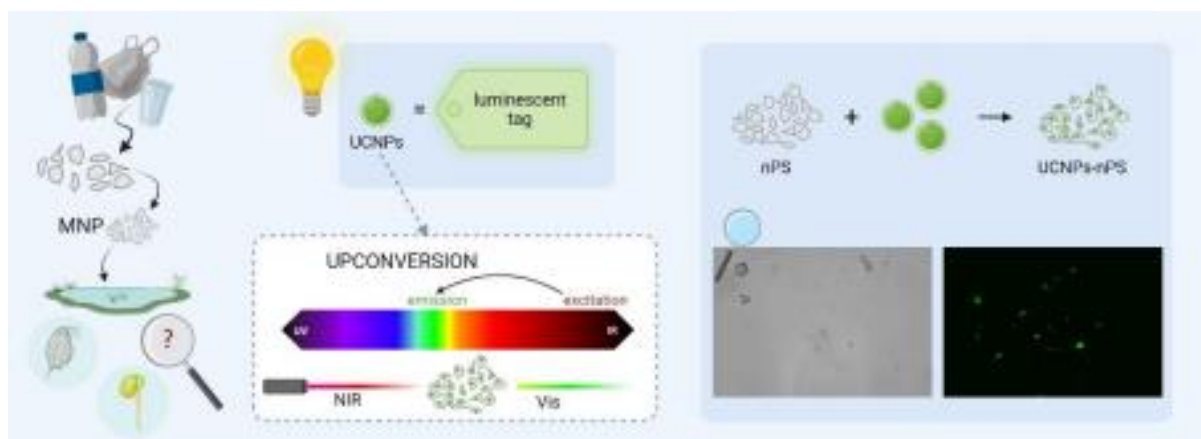 MNP
?
UCNPs
=
luminescent
tag
UPCONVERSION
emission
excitation
UV
IR
NIR
Vis
nPS
+
UCNPs-nPS